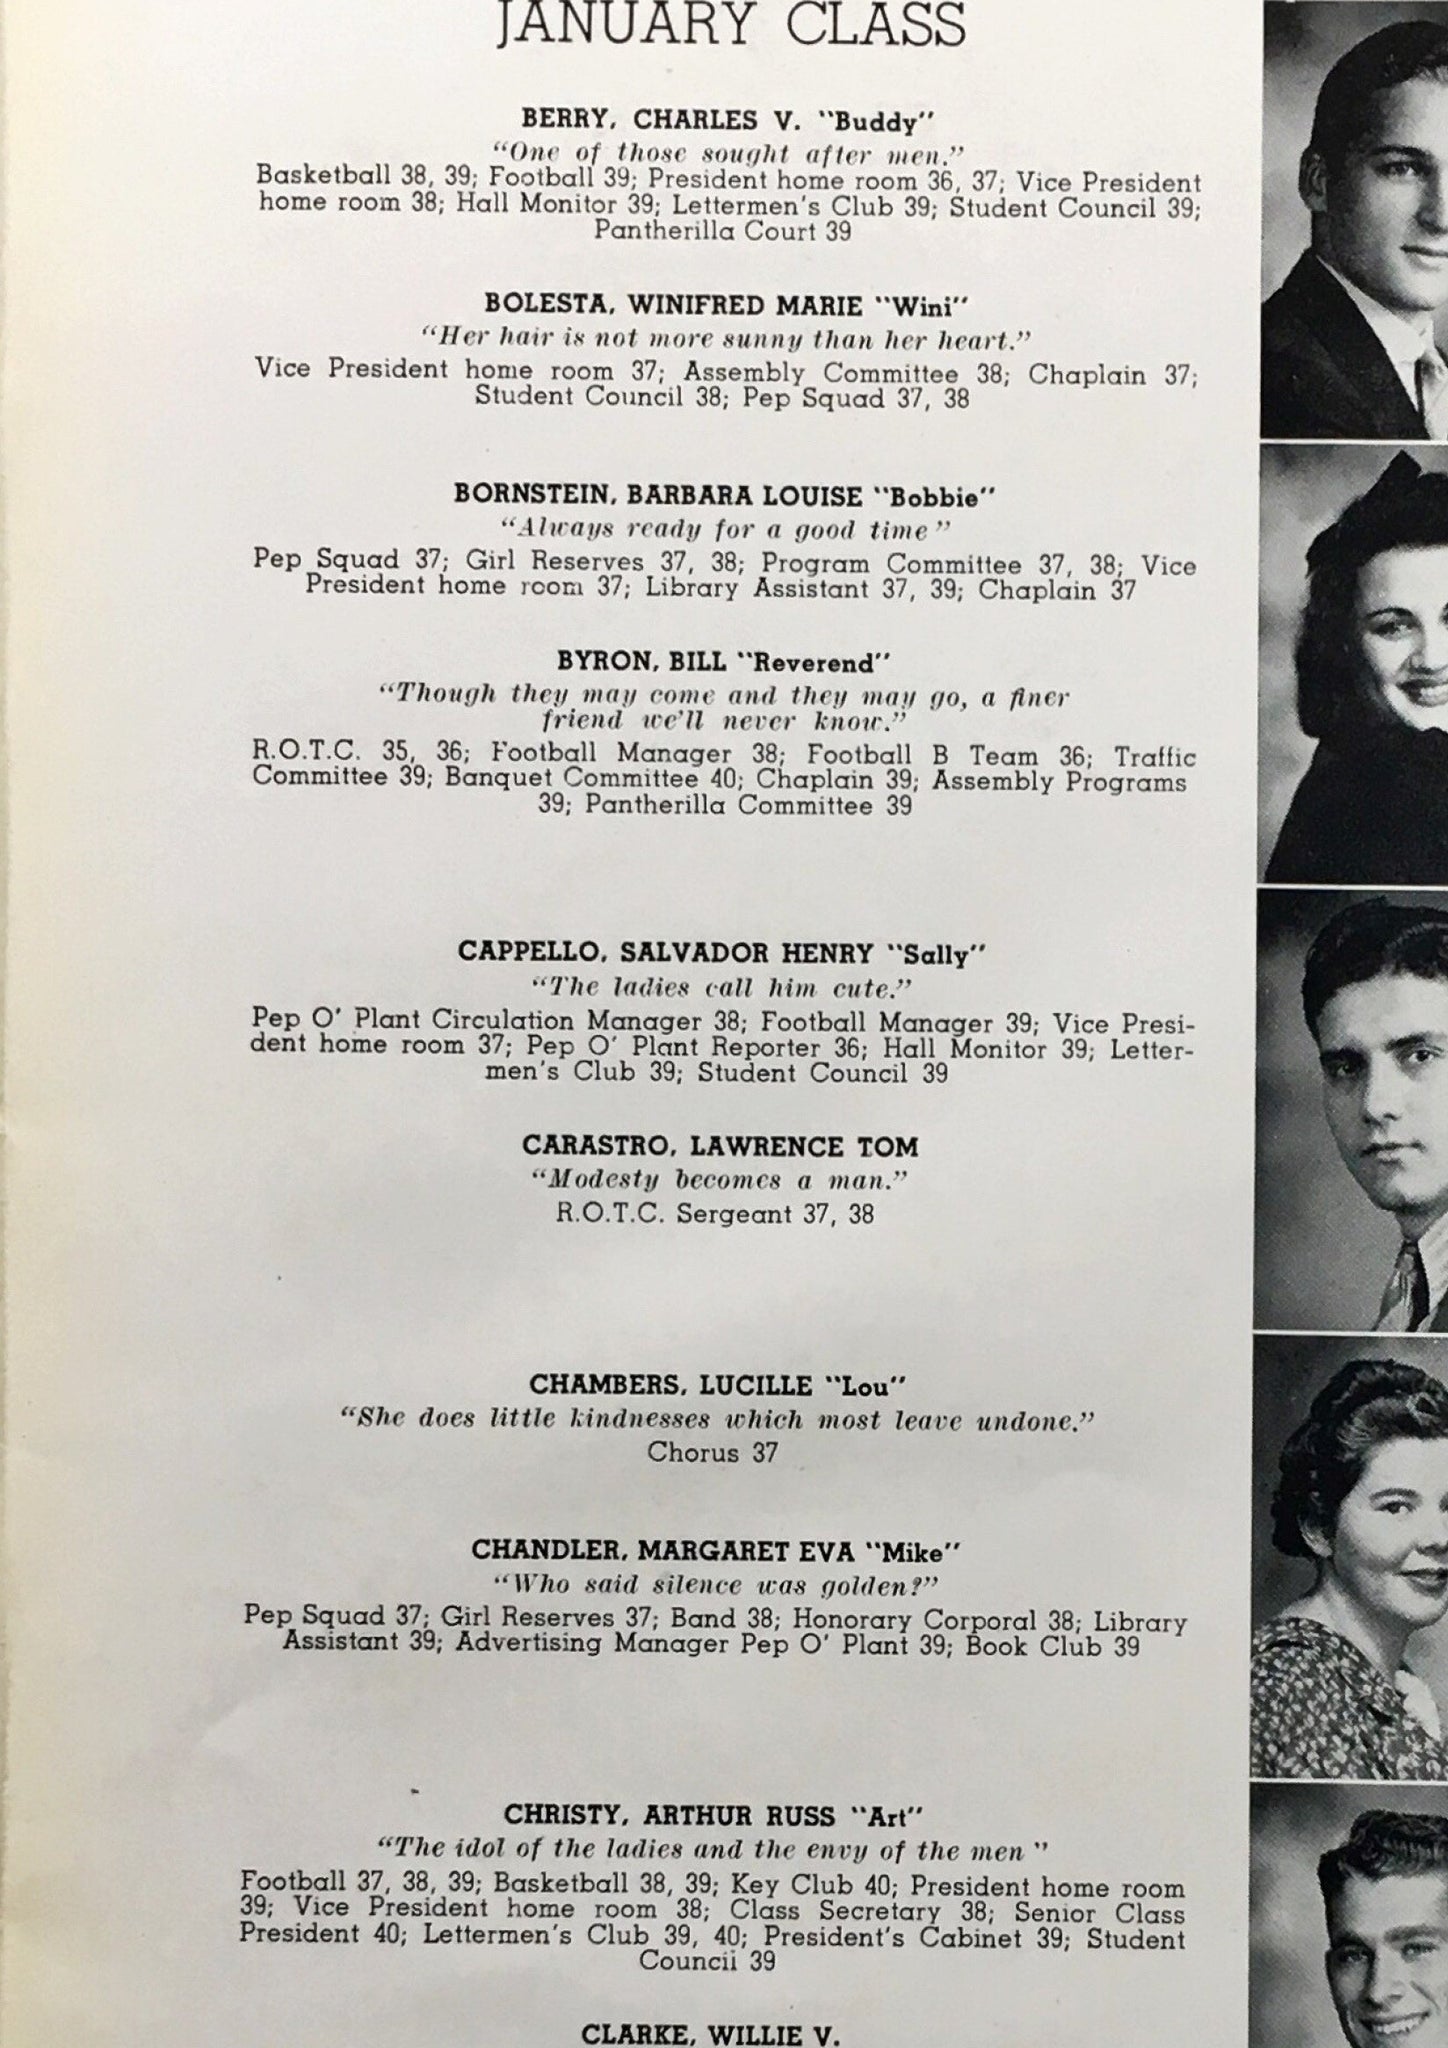 JANUARY CLASS
BERRY, CHARLES V. "Buddy"
"One of those sought after men."
Basketball 38, 39; Football 39; President home room 36, 37; Vice President
home room 38; Hall Monitor 39; Lettermen's Club 39; Student Council 39;
Pantherilla Court 39
BOLESTA, WINIFRED MARIE "Wini"
"Her hair is not more sunny than her heart."
Vice President home room 37; Assembly Committee 38; Chaplain 37;
Student Council 38; Pep Squad 37, 38
BORNSTEIN, BARBARA LOUISE "Bobbie"
"Always ready for a good time"
Pep Squad 37; Girl Reserves 37, 38; Program Committee 37, 38; Vice
President home room 37; Library Assistant 37, 39; Chaplain 37
BYRON, BILL "Reverend"
"Though they may come and they may go, a finer
friend we'll never know."
R.O.T.C. 35, 36; Football Manager 38; Football B Team 36; Traffic
Committee 39; Banquet Committee 40; Chaplain 39; Assembly Programs
39; Pantherilla Committee 39
CAPPELLO, SALVADOR HENRY "Sally"
"The ladies call him cute."
Pep O' Plant Circulation Manager 38; Football Manager 39; Vice Presi-
dent home room 37; Pep O' Plant Reporter 36; Hall Monitor 39; Letter-
men's Club 39; Student Council 39
CARASTRO, LAWRENCE TOM
"Modesty becomes a man."
R.O.T.C. Sergeant 37, 38
CHAMBERS, LUCILLE "Lou"
"She does little kindnesses which most leave undone."
Chorus 37
CHANDLER, MARGARET EVA "Mike"
"Who said silence was golden?"
Pep Squad 37; Girl Reserves 37; Band 38; Honorary Corporal 38; Library
Assistant 39; Advertising Manager Pep O' Plant 39; Book Club 39
CHRISTY, ARTHUR RUSS "Art"
"The idol of the ladies and the envy of the men"
Football 37, 38, 39; Basketball 38, 39; Key Club 40; President home room
39; Vice President home room 38; Class Secretary 38; Senior Class
President 40; Lettermen's Club 39, 40; President's Cabinet 39; Student
Council 39
CLARKE, WILLIE V.